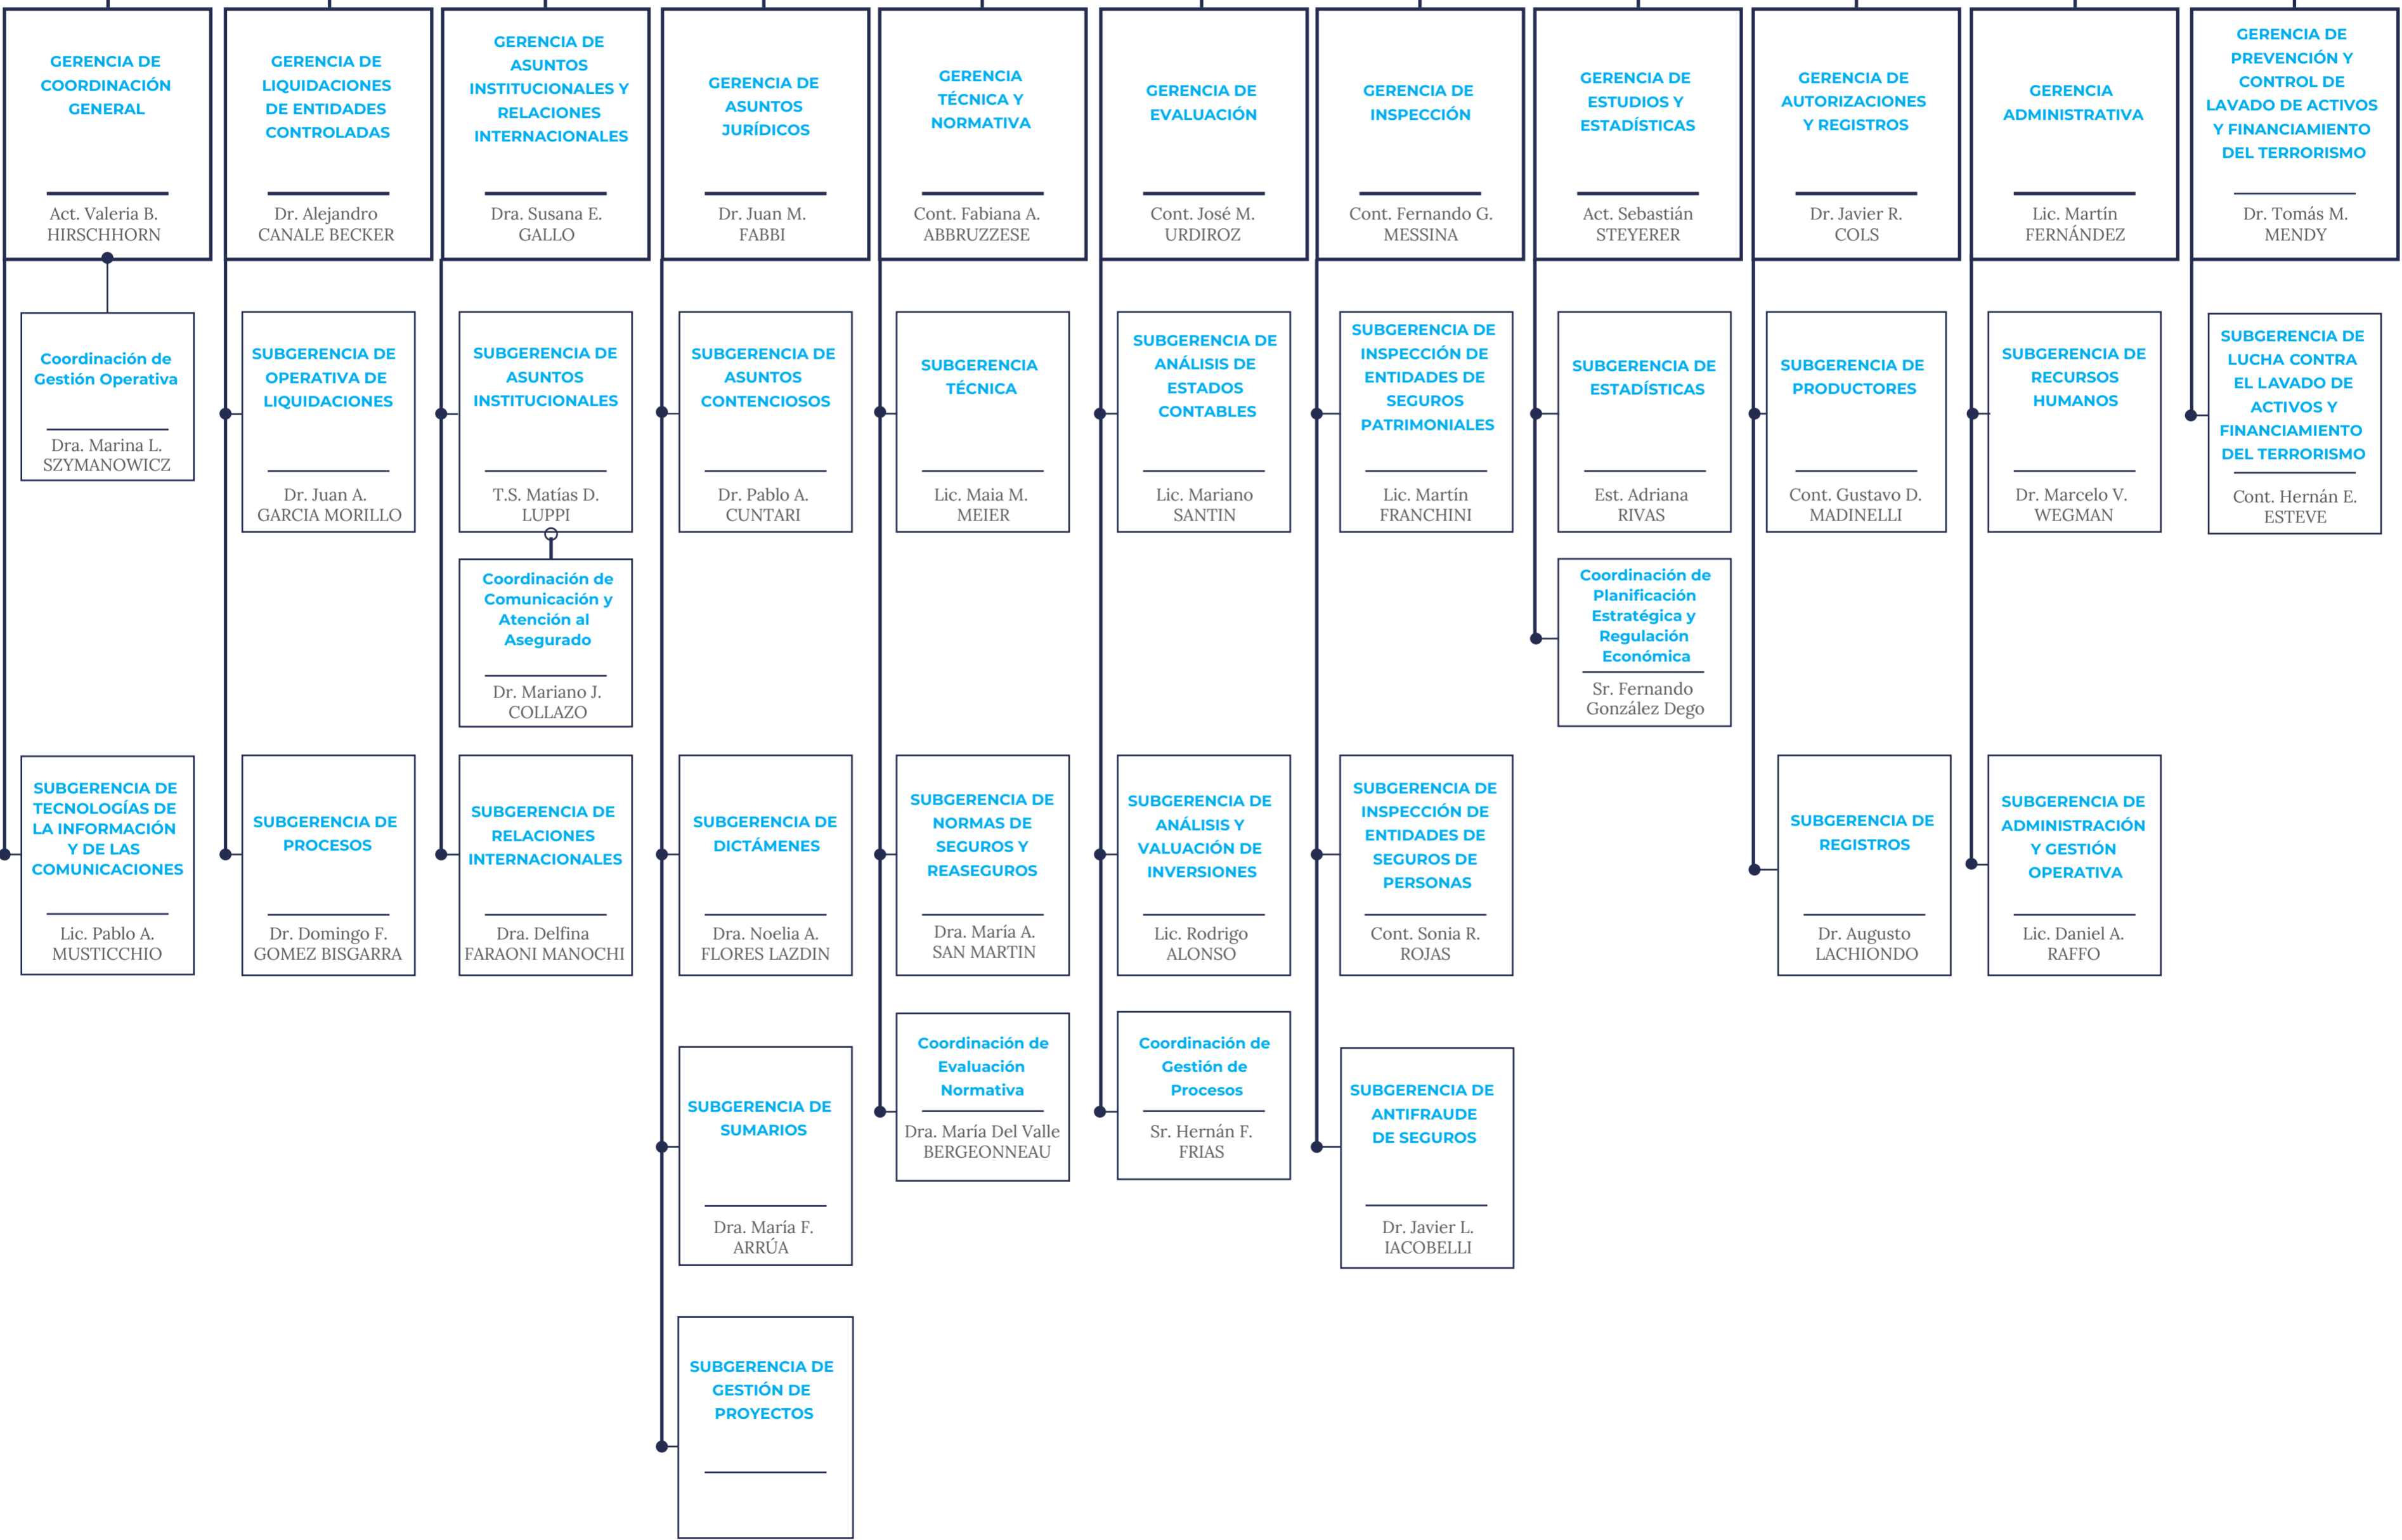 GERENCIA DE
COORDINACIÓN
GENERAL
Act. Valeria B.
HIRSCHHORN
GERENCIA DE
LIQUIDACIONES
DE ENTIDADES
CONTROLADAS
Dr. Alejandro
CANALE BECKER
GERENCIA DE
ASUNTOS
INSTITUCIONALES Y
RELACIONES
INTERNACIONALES
Dra. Susana E.
GALLO
GERENCIA DE
ASUNTOS
JURÍDICOS
Dr. Juan M.
FABBI
GERENCIA
TÉCNICA Y
NORMATIVA
Cont. Fabiana A.
ABBRUZZESE
GERENCIA DE
EVALUACIÓN
Cont. José M.
URDIROZ
GERENCIA DE
INSPECCIÓN
Cont. Fernando G.
MESSINA
GERENCIA DE
ESTUDIOS Y
ESTADÍSTICAS
Act. Sebastián
STEYERER
GERENCIA DE
AUTORIZACIONES
Y REGISTROS
Dr. Javier R.
COLS
GERENCIA
ADMINISTRATIVA
Lic. Martín
FERNÁNDEZ
GERENCIA DE
PREVENCIÓN Y
CONTROL DE
LAVADO DE ACTIVOS
Y FINANCIAMIENTO
DEL TERRORISMO
Dr. Tomás M.
MENDY
Coordinación de
Gestión Operativa
Dra. Marina L.
SZYMANOWICZ
SUBGERENCIA DE
OPERATIVA DE
LIQUIDACIONES
Dr. Juan A.
GARCIA MORILLO
SUBGERENCIA DE
ASUNTOS
INSTITUCIONALES
T.S. Matías D.
LUPPI
SUBGERENCIA DE
ASUNTOS
CONTENCIOSOS
Dr. Pablo A.
CUNTARI
SUBGERENCIA
TÉCNICA
Lic. Maia M.
MEIER
SUBGERENCIA DE
ANÁLISIS DE
ESTADOS
CONTABLES
Lic. Mariano
SANTIN
SUBGERENCIA DE
INSPECCIÓN DE
ENTIDADES DE
SEGUROS
PATRIMONIALES
Lic. Martín
FRANCHINI
SUBGERENCIA DE
ESTADÍSTICAS
Est. Adriana
RIVAS
SUBGERENCIA DE
PRODUCTORES
Cont. Gustavo D.
MADINELLI
SUBGERENCIA DE
RECURSOS
HUMANOS
Dr. Marcelo V.
WEGMAN
SUBGERENCIA DE
LUCHA CONTRA
EL LAVADO DE
ACTIVOS Y
FINANCIAMIENTO
DEL TERRORISMO
Cont. Hernán E.
ESTEVE
Coordinación de
Comunicación y
Atención al
Asegurado
Dr. Mariano J.
COLLAZO
Coordinación de
Planificación
Estratégica y
Regulación
Económica
Sr. Fernando
González Dego
SUBGERENCIA DE
TECNOLOGÍAS DE
LA INFORMACIÓN
Y DE LAS
COMUNICACIONES
Lic. Pablo A.
MUSTICCHIO
SUBGERENCIA DE
PROCESOS
Dr. Domingo F.
GOMEZ BISGARRA
SUBGERENCIA DE
RELACIONES
INTERNACIONALES
Dra. Delfina
FARAONI MANOCHI
SUBGERENCIA DE
DICTÁMENES
Dra. Noelia A.
FLORES LAZDIN
SUBGERENCIA DE
NORMAS DE
SEGUROS Y
REASEGUROS
Dra. María A.
SAN MARTIN
SUBGERENCIA DE
ANÁLISIS Y
VALUACIÓN DE
INVERSIONES
Lic. Rodrigo
ALONSO
SUBGERENCIA DE
INSPECCIÓN DE
ENTIDADES DE
SEGUROS DE
PERSONAS
Cont. Sonia R.
ROJAS
SUBGERENCIA DE
REGISTROS
Dr. Augusto
LACHIONDO
SUBGERENCIA DE
ADMINISTRACIÓN
Y GESTIÓN
OPERATIVA
Lic. Daniel A.
RAFFO
SUBGERENCIA DE
SUMARIOS
Dra. María F.
ARRÚA
Coordinación de
Evaluación
Normativa
Dra. María Del Valle
BERGEONNEAU
Coordinación de
Gestión de
Procesos
Sr. Hernán F.
FRIAS
SUBGERENCIA DE
ANTIFRAUDE
DE SEGUROS
Dr. Javier L.
IACOBELLI
SUBGERENCIA DE
GESTIÓN DE
PROYECTOS